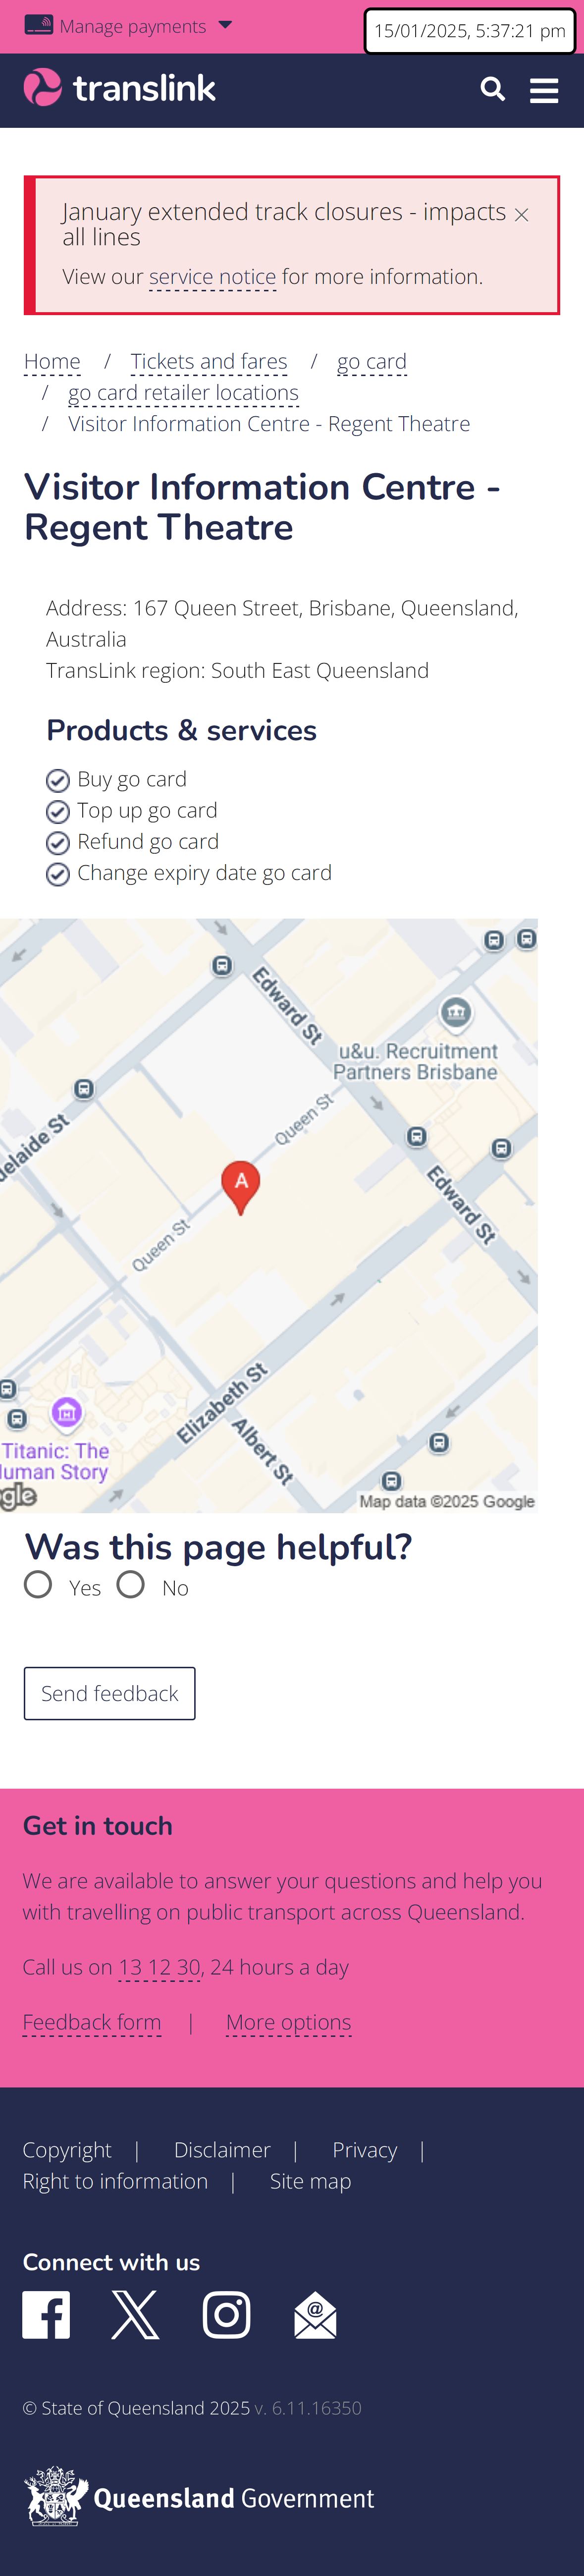 Manage payments
15/01/2025, 5:37:21 pm
translink
January extended track closures - impacts
all lines
View our service notice for more information.
Home / Tickets and fares / go card
/ go card retailer locations
/ Visitor Information Centre - Regent Theatre
Visitor Information Centre -
Regent Theatre
Address: 167 Queen Street, Brisbane, Queensland,
Australia
TransLink region: South East Queensland
Products & services
Buy go card
Top up go card
Refund go card
Change expiry date go card
Edward St
u&u. Recruitment
Partners Brisbane
Queen St
delaide St
A
Edward St
Queen St
Elizabeth St
Albert St
Titanic: The
Human Story
gle
Map data ©2025 Google
Was this page helpful?
Yes No
Send feedback
Get in touch
We are available to answer your questions and help you
with travelling on public transport across Queensland.
Call us on 13 12 30, 24 hours a day
Feedback form | More options
Copyright | Disclaimer | Privacy |
Right to information | Site map
Connect with us
@
© State of Queensland 2025 v. 6.11.16350
Queensland Government